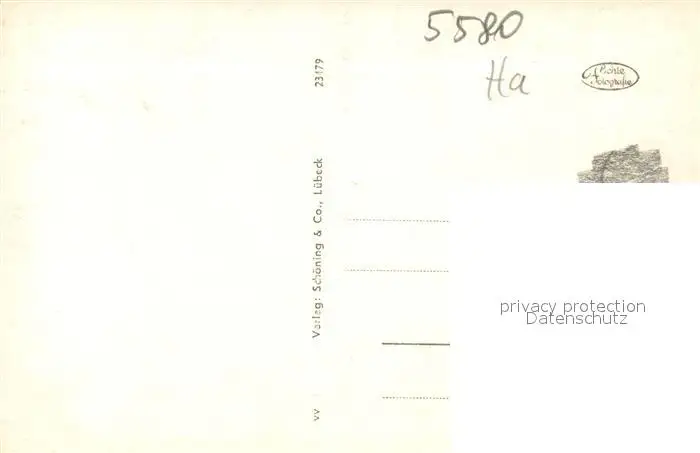 5580
Ha
Echte
Fotografie
23179
Verlag: Schöning & Co., Lübeck
VV
privacy protection
Datenschutz